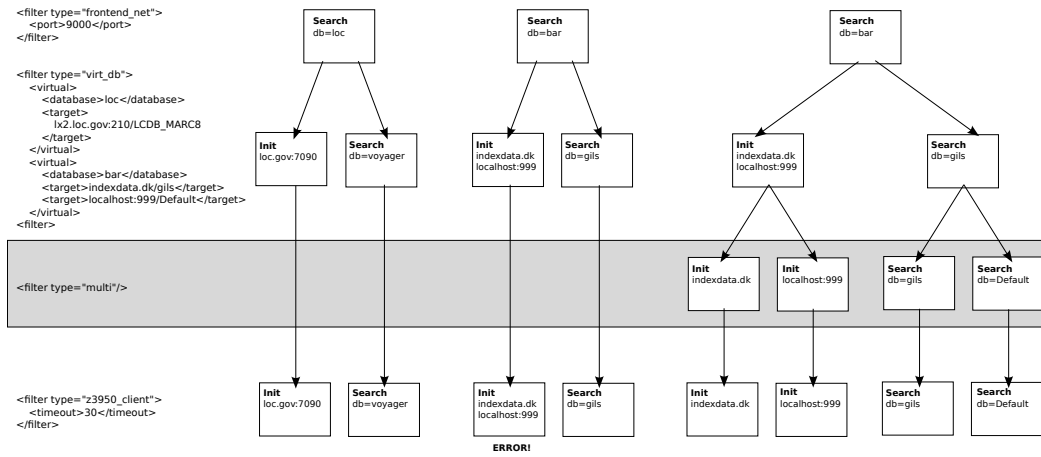 <filter type="frontend_net">
<port>9000</port>
</filter>
Search
db=loc
Search
db=bar
Search
db=bar
<filter type="virt_db">
<virtual>
<database>loc</database>
<target>
lx2.loc.gov:210/LCDB_MARC8
</target>
</virtual>
<virtual>
<database>bar</database>
<target>indexdata.dk/gils</target>
<target>localhost:999/Default</target>
</virtual>
<filter>
Init
loc.gov:7090
Search
db=voyager
Init
indexdata.dk
localhost:999
Search
db=gils
Init
indexdata.dk
localhost:999
Search
db=gils
<filter type="multi"/>
Init
indexdata.dk
Init
localhost:999
Search
db=gils
Search
db=Default
<filter type="z3950_client">
<timeout>30</timeout>
</filter>
Init
loc.gov:7090
Search
db=voyager
Init
indexdata.dk
localhost:999
Search
db=gils
Init
indexdata.dk
Init
localhost:999
Search
db=gils
Search
db=Default
ERROR!